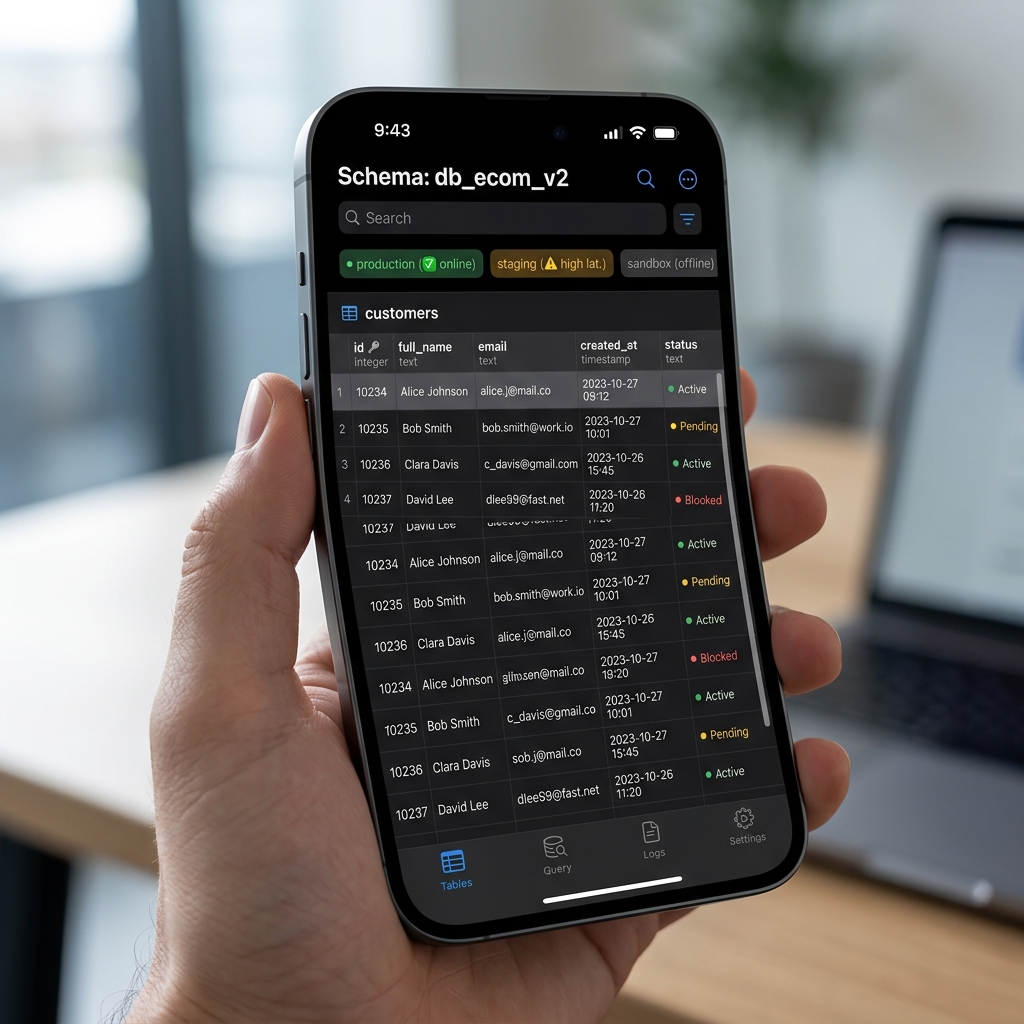 9:43
Schema: db_ecom_v2
Search
production (✅ online) staging (⚠ high lat.) sandbox (offline)
customers
id full_name email created_at status
integer text text timestamp text
1 10234 Alice Johnson alice.j@mail.co 2023-10-27 09:12 Active
2 10235 Bob Smith bob.smith@work.io 2023-10-27 10:01 Pending
3 10236 Clara Davis c_davis@gmail.com 2023-10-26 15:45 Active
4 10237 David Lee dlee99@fast.net 2023-10-26 11:20 Blooked
10237 David Lee
10234 Alice Johnson alice.j@mail.co 2023-10-27 09:12 Active
10235 Bob Smith bob.smith@work.io 2023-10-27 10:01 Pending
10236 Clara Davis alice.j@mail.co 2023-10-26 15:4S Active
10234 Alice Johnson 2023-10-27 Blocked
10235 Bob Smith c_davis@gmail.co 2023-10-27 10:01 Active
10236 Clara Davis sob.j@mail.co 2023-10-27 15:45 Pending
10237 David Lee dleeS9@fast.net 2023-10-26 11:20 Active
Tables Query Logs Settings